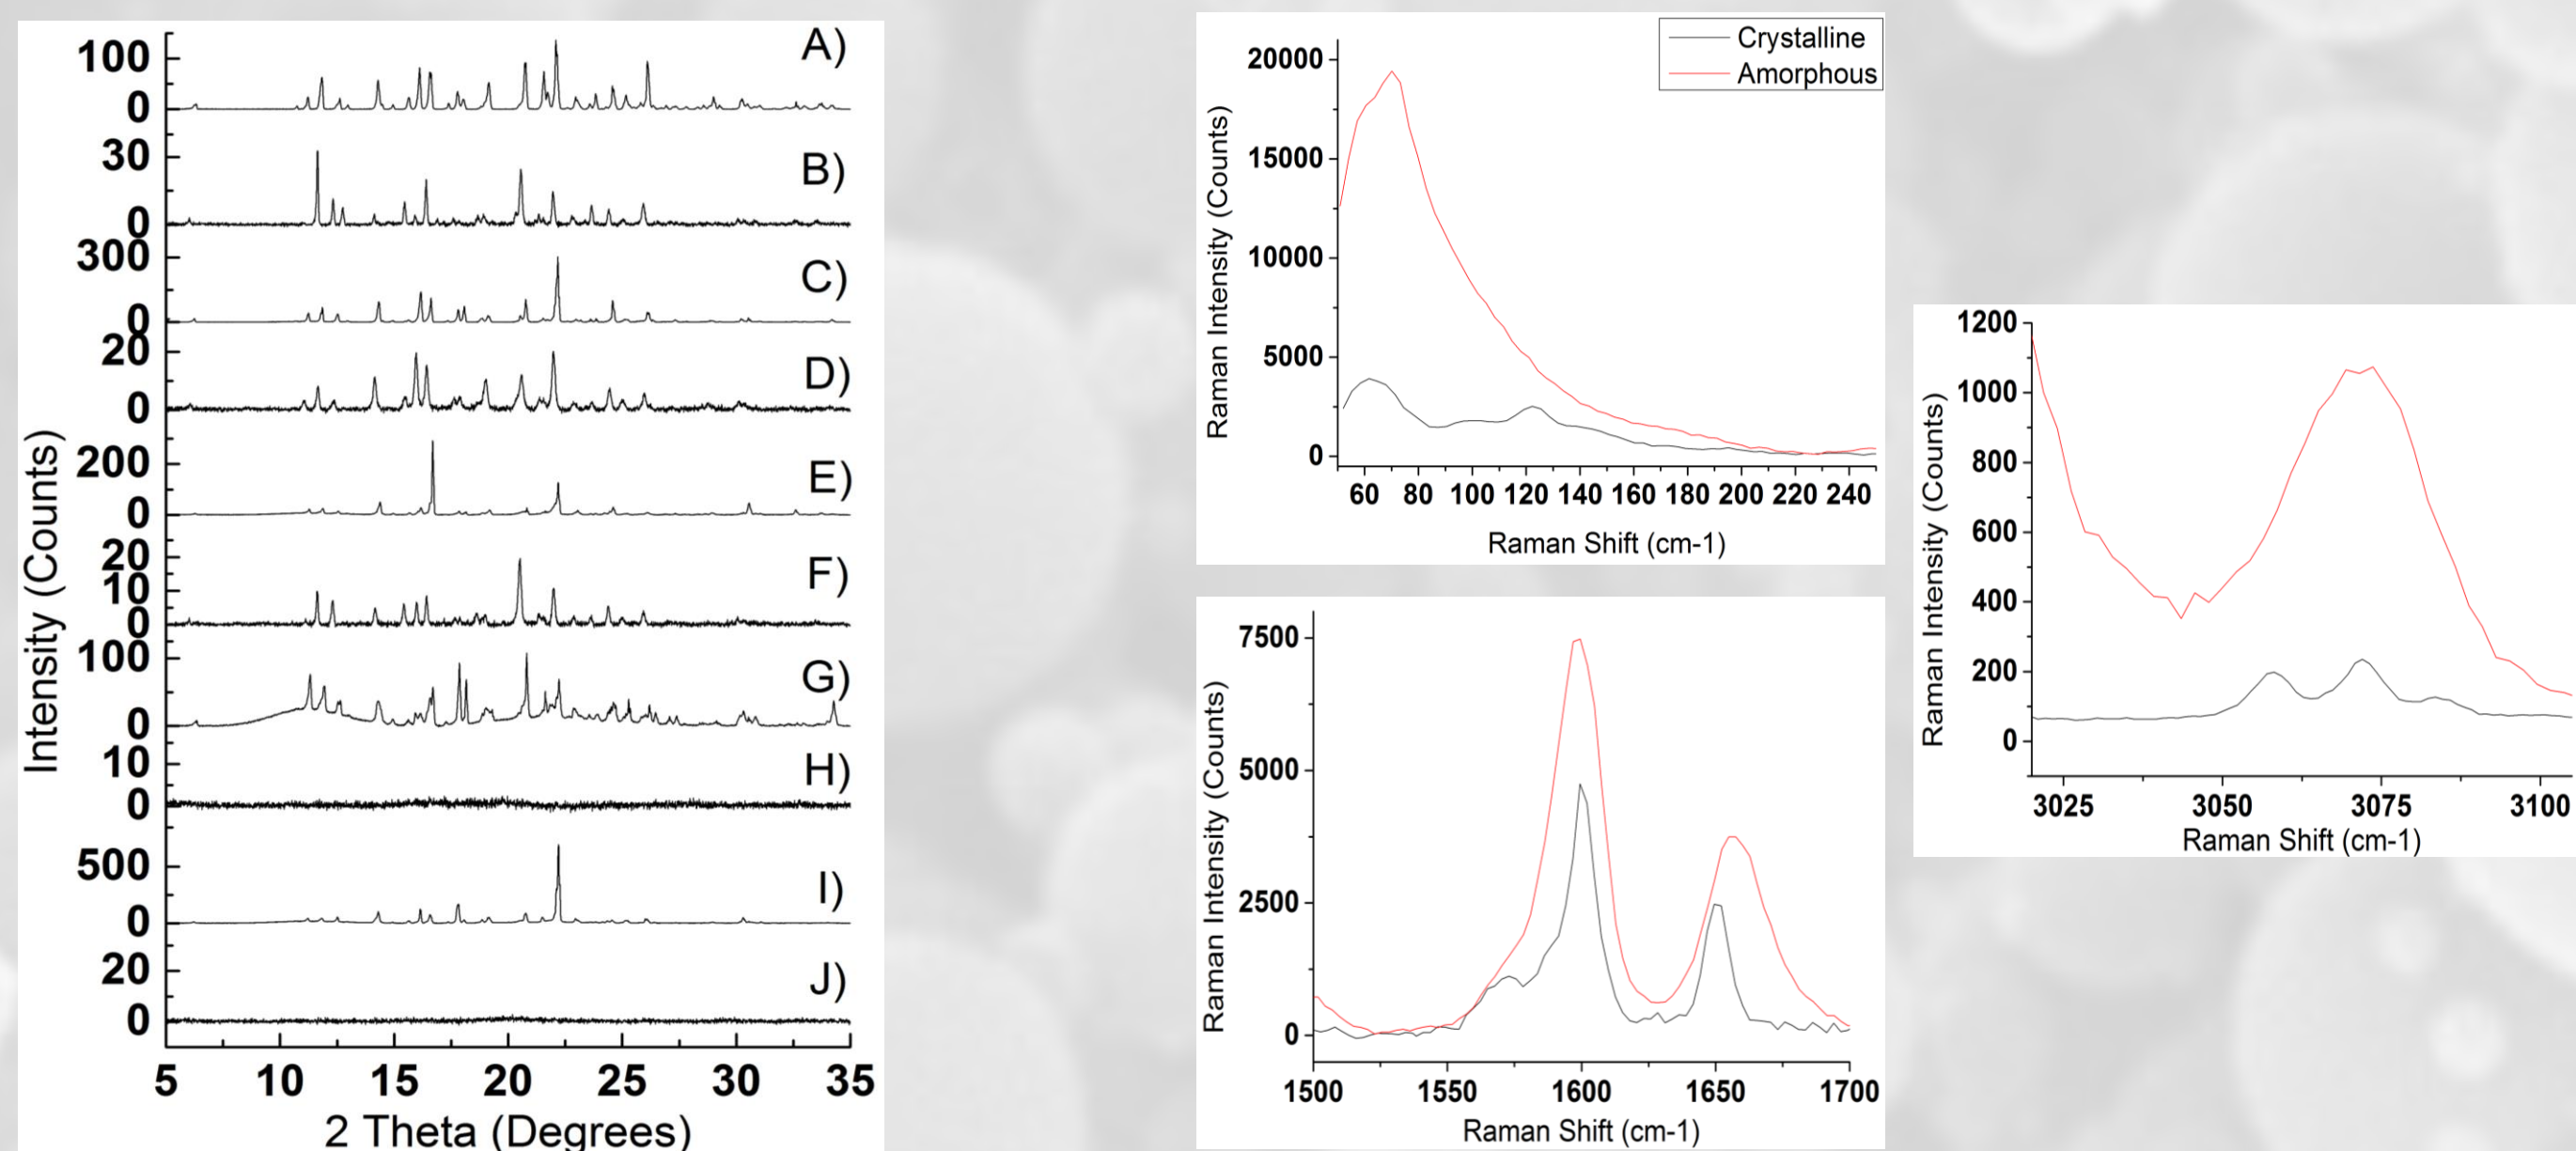 Intensity (Counts)
A)
100
0
B)
30
0
C)
300
0
D)
20
0
E)
200
0
F)
20
10
0
G)
100
0
H)
10
0
I)
500
0
J)
20
0
5 10 15 20 25 30 35
2 Theta (Degrees)
Crystalline
Amorphous
Raman Intensity (Counts)
20000
15000
10000
5000
0
60 80 100 120 140 160 180 200 220 240
Raman Shift (cm-1)
Raman Intensity (Counts)
7500
5000
2500
0
1500 1550 1600 1650 1700
Raman Shift (cm-1)
Raman Intensity (Counts)
1200
1000
800
600
400
200
0
3025 3050 3075 3100
Raman Shift (cm-1)